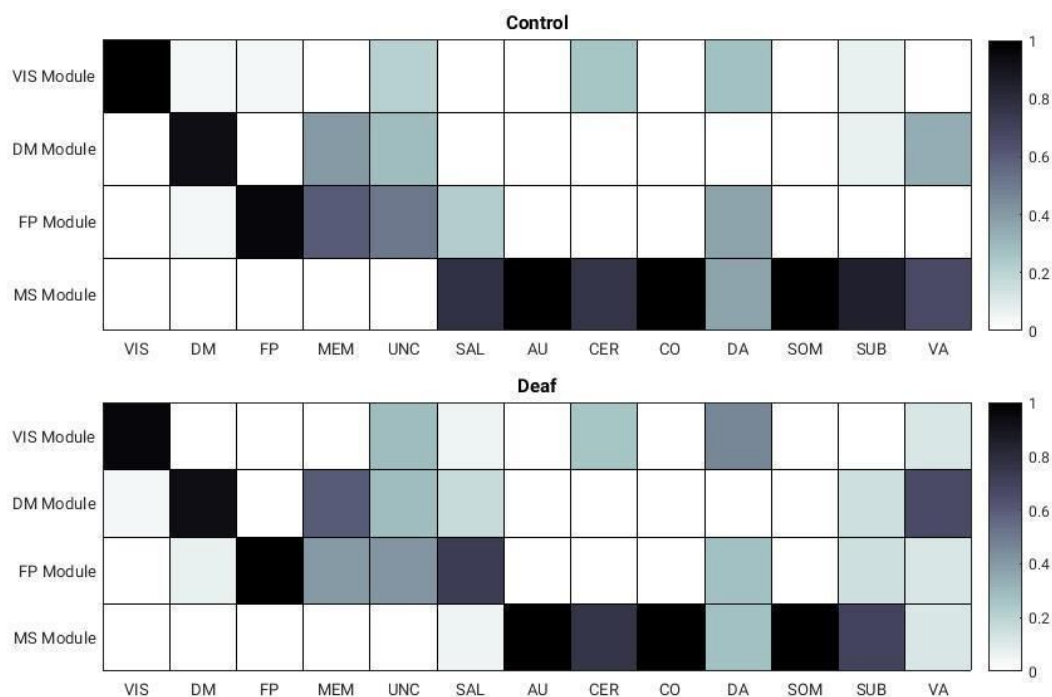 Control
VIS Module
DM Module
FP Module
MS Module
VIS DM FP MEM UNC SAL AU CER CO DA SOM SUB VA
1
0.8
0.6
0.4
0.2
0
Deaf
VIS Module
DM Module
FP Module
MS Module
VIS DM FP MEM UNC SAL AU CER CO DA SOM SUB VA
1
0.8
0.6
0.4
0.2
0